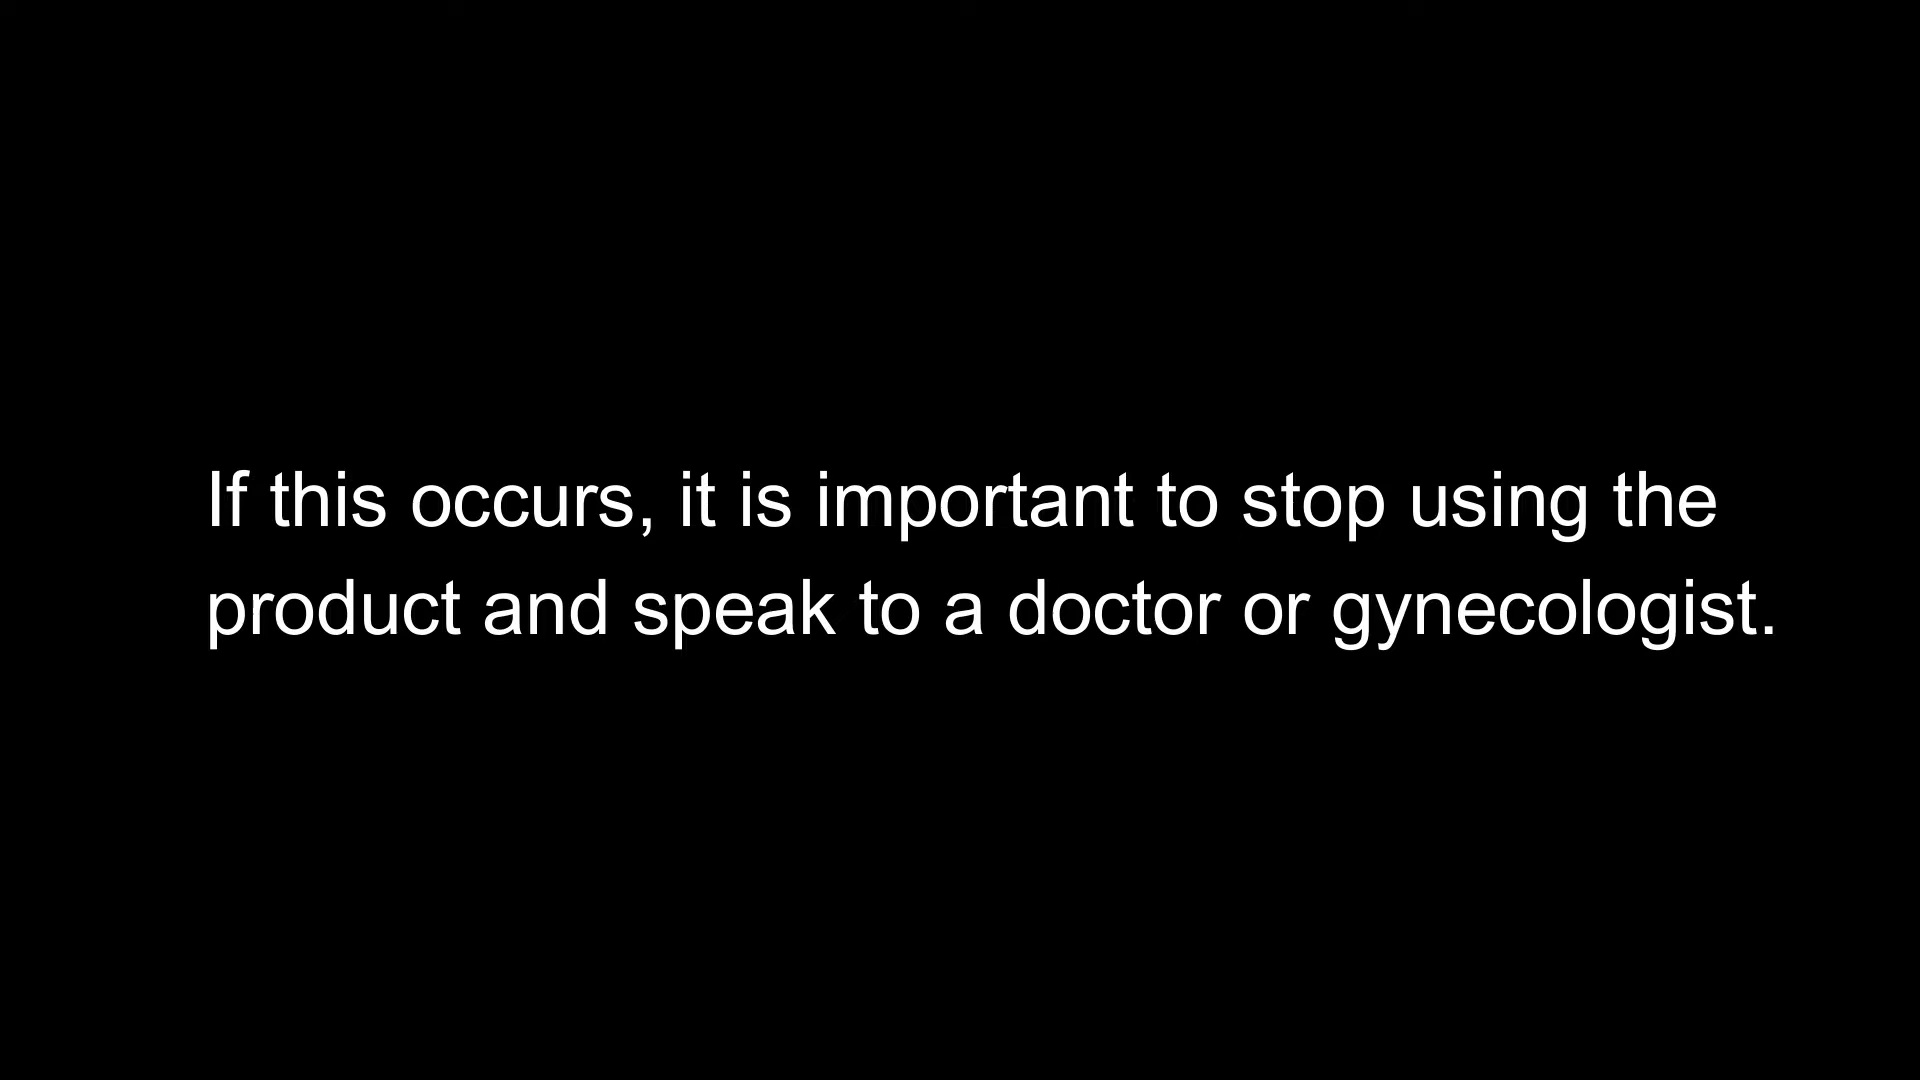 If this occurs, it is important to stop using the
product and speak to a doctor or gynecologist.